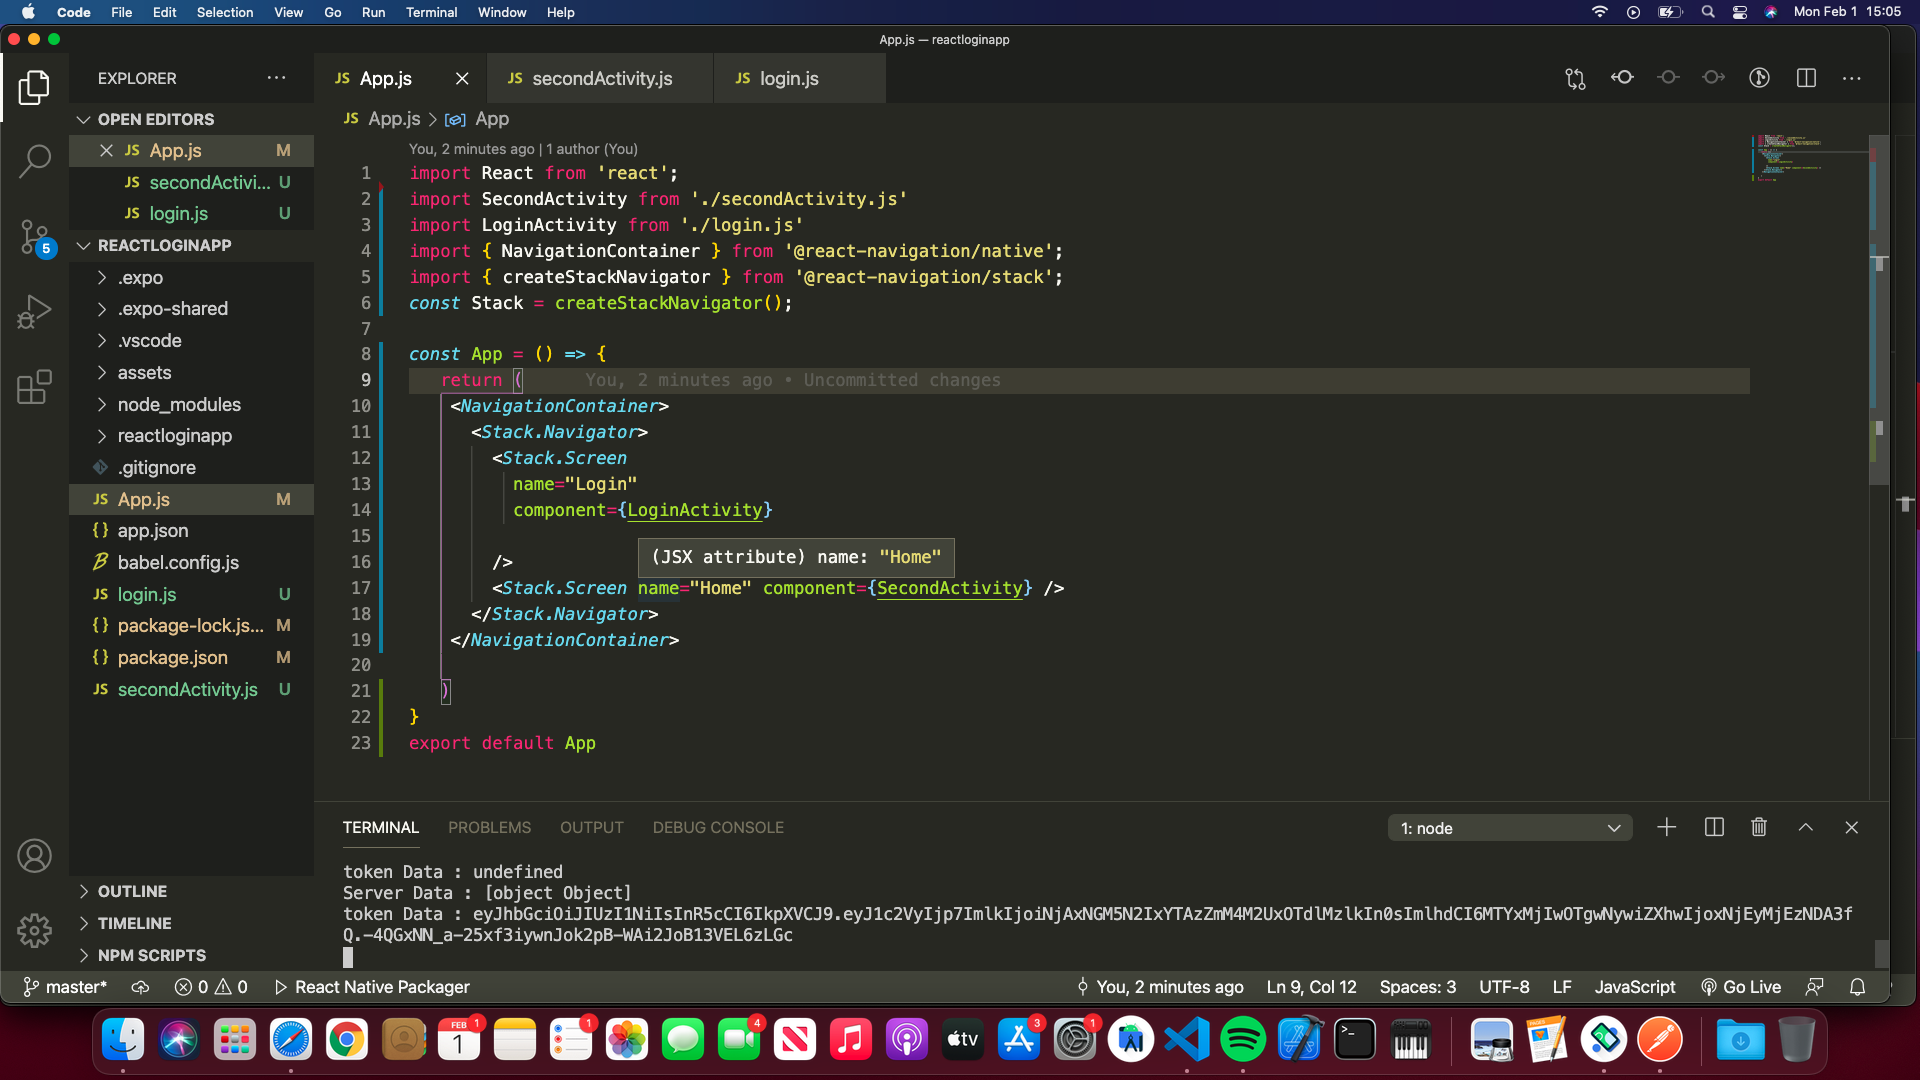 Code File Edit Selection View Go Run Terminal Window Help
Mon Feb 1 15:05
App.js — reactloginapp
EXPLORER
JS App.js
JS secondActivity.js
JS login.js
OPEN EDITORS
JS App.js M
JS secondActivi... U
JS login.js U
REACTLOGINAPP
.expo
.expo-shared
.vscode
assets
node_modules
reactloginapp
.gitignore
JS App.js M
{} app.json
babel.config.js
JS login.js U
{} package-lock.js... M
{} package.json M
JS secondActivity.js U
OUTLINE
TIMELINE
NPM SCRIPTS
5
JS App.js > App
You, 2 minutes ago | 1 author (You)
1 import React from 'react';
2 import SecondActivity from './secondActivity.js'
3 import LoginActivity from './login.js'
4 import { NavigationContainer } from '@react-navigation/native';
5 import { createStackNavigator } from '@react-navigation/stack';
6 const Stack = createStackNavigator();
7
8 const App = () => {
9 return ( You, 2 minutes ago • Uncommitted changes
10 <NavigationContainer>
11 <Stack.Navigator>
12 <Stack.Screen
13 name="Login"
14 component={LoginActivity}
15
(JSX attribute) name: "Home"
16 />
17 <Stack.Screen name="Home" component={SecondActivity} />
18 </Stack.Navigator>
19 </NavigationContainer>
20
21 )
22 }
23 export default App
TERMINAL PROBLEMS OUTPUT DEBUG CONSOLE
1: node
token Data : undefined
Server Data : [object Object]
token Data : eyJhbGciOiJIUzI1NiIsInR5cCI6IkpXVCJ9.eyJ1c2VyIjp7ImlkIjoiNjAxNGM5N2IxYTAzZmM4M2UxOTdlMzlkIn0sImlhdCI6MTYxMjIwOTgwNywiZXhwIjoxNjEyMjEzNDA3f
Q.-4QGxNN_a-25xf3iywnJok2pB-WAi2JoB13VEL6zLGc
master* 0 0 React Native Packager
You, 2 minutes ago Ln 9, Col 12 Spaces: 3 UTF-8 LF JavaScript Go Live
FEB
1
1
1
4
tv
3
1